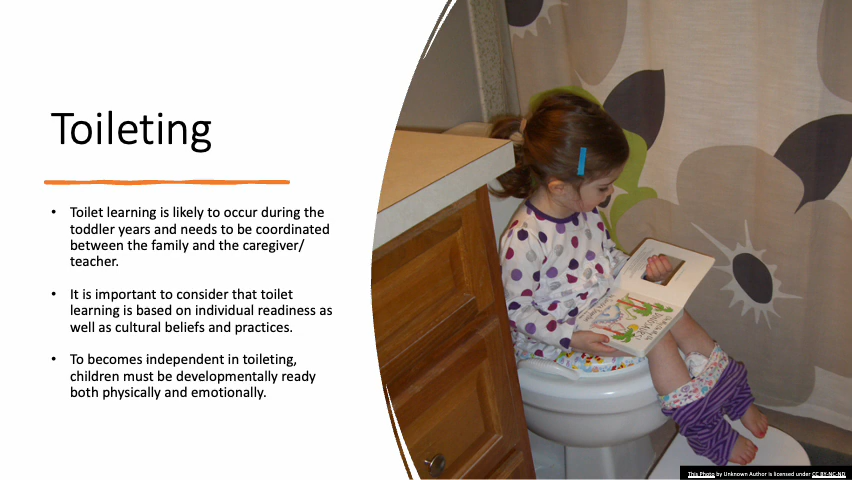 Toileting
• Toilet learning is likely to occur during the
toddler years and needs to be coordinated
between the family and the caregiver/
teacher.
• It is important to consider that toilet
learning is based on individual readiness as
well as cultural beliefs and practices.
• To becomes independent in toileting,
children must be developmentally ready
both physically and emotionally.
This Photo by Unknown Author is licensed under CC BY-NC-ND